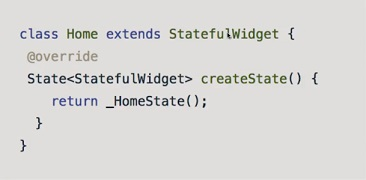 class Home extends StatefulWidget {
@override
State<StatefulWidget> createState() {
return _HomeState();
}
}